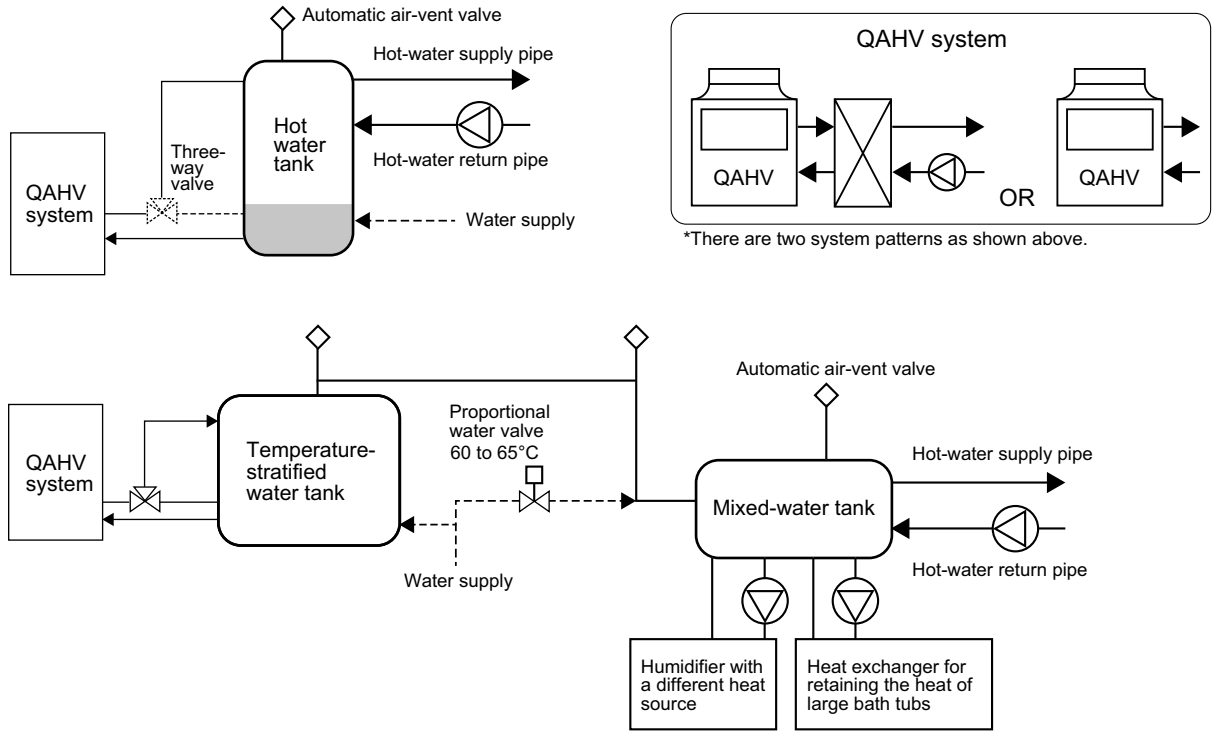 Automatic air-vent valve
Hot-water supply pipe
Hot
water
tank
Hot-water return pipe
Three-
way
valve
QAHV
system
Water supply
QAHV system
QAHV
OR
QAHV
*There are two system patterns as shown above.
QAHV
system
Temperature-
stratified
water tank
Proportional
water valve
60 to 65°C
Water supply
Automatic air-vent valve
Hot-water supply pipe
Mixed-water tank
Hot-water return pipe
Humidifier with
a different heat
source
Heat exchanger for
retaining the heat of
large bath tubs